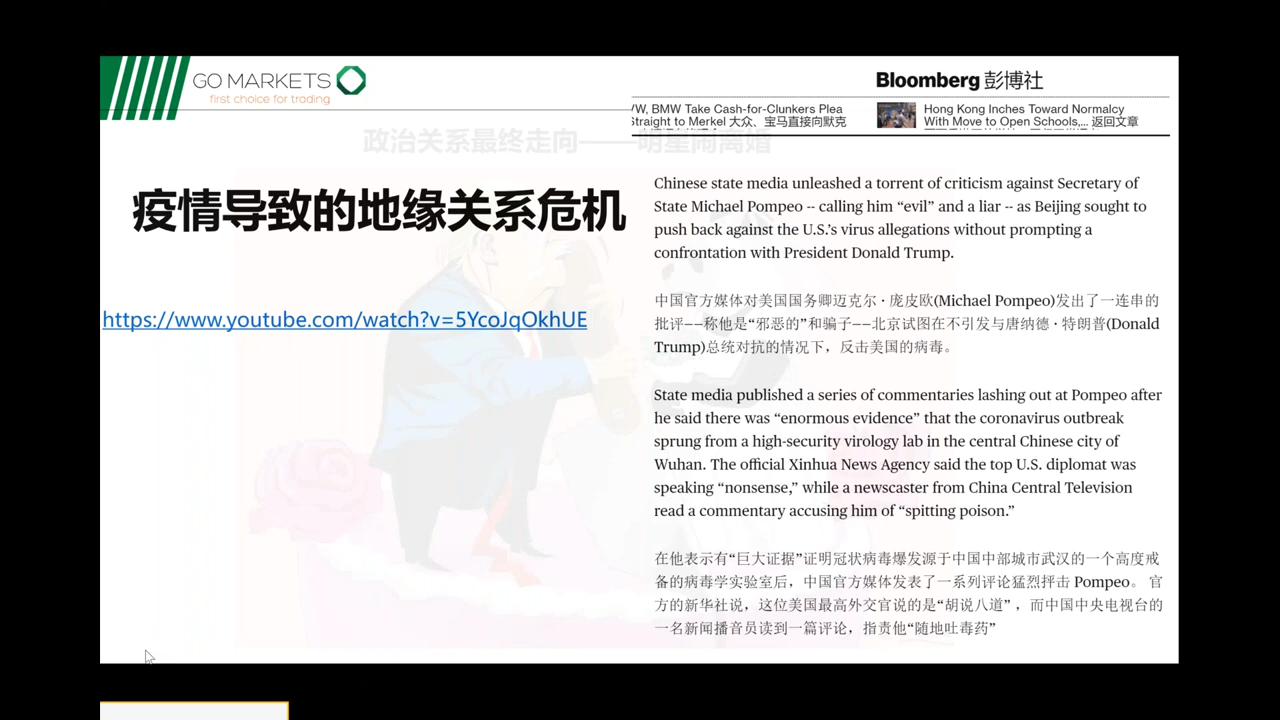 GO MARKETS
first choice for trading
Bloomberg 彭博社
VW, BMW Take Cash-for-Clunkers Plea
Straight to Merkel 大众、宝马直接向默克
Hong Kong Inches Toward Normalcy
With Move to Open Schools,... 返回文章
政治关系最终走向——明星闹离婚
疫情导致的地缘关系危机
https://www.youtube.com/watch?v=5YcoJqOkhUE
Chinese state media unleashed a torrent of criticism against Secretary of
State Michael Pompeo -- calling him “evil” and a liar -- as Beijing sought to
push back against the U.S.’s virus allegations without prompting a
confrontation with President Donald Trump.
中国官方媒体对美国国务卿迈克尔·庞皮欧(Michael Pompeo)发出了一连串的
批评——称他是“邪恶的”和骗子——北京试图在不引发与唐纳德·特朗普(Donald
Trump)总统对抗的情况下，反击美国的病毒。
State media published a series of commentaries lashing out at Pompeo after
he said there was “enormous evidence” that the coronavirus outbreak
sprung from a high-security virology lab in the central Chinese city of
Wuhan. The official Xinhua News Agency said the top U.S. diplomat was
speaking “nonsense,” while a newscaster from China Central Television
read a commentary accusing him of “spitting poison.”
在他表示有“巨大证据”证明冠状病毒爆发源于中国中部城市武汉的一个高度戒
备的病毒学实验室后，中国官方媒体发表了一系列评论猛烈抨击 Pompeo。 官
方的新华社说，这位美国最高外交官说的是“胡说八道” ，而中国中央电视台的
一名新闻播音员读到一篇评论，指责他“随地吐毒药”